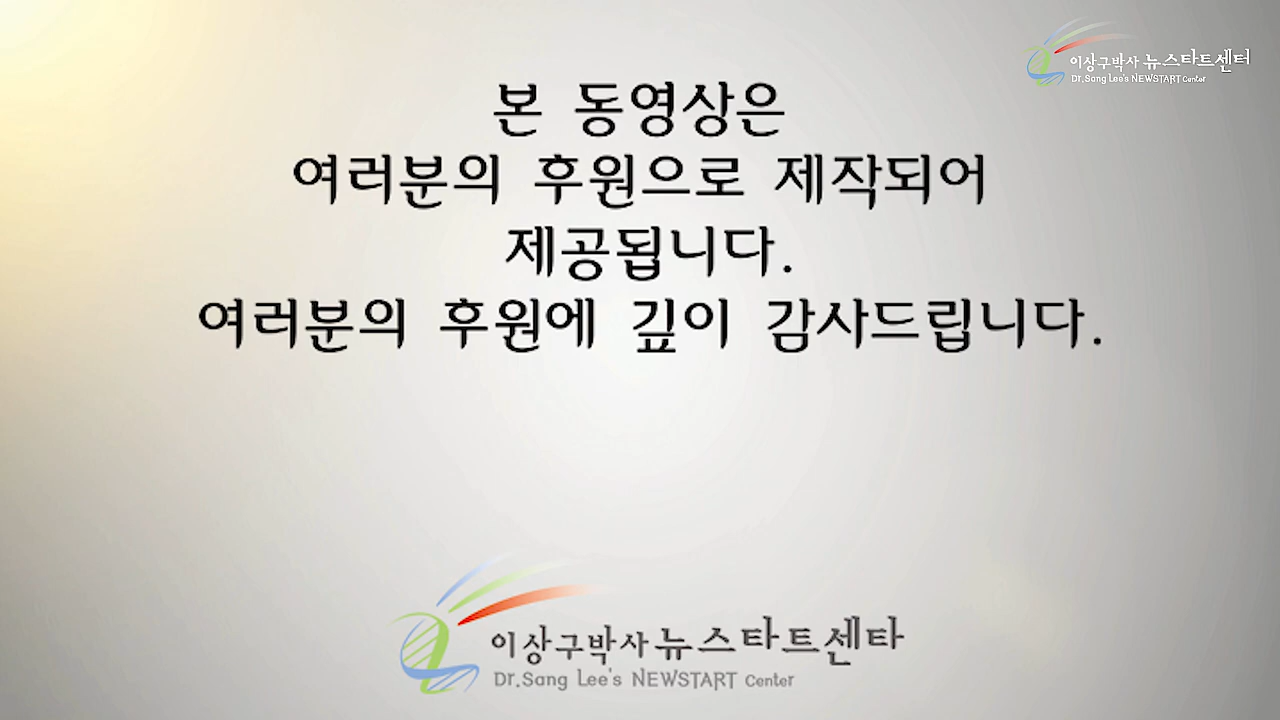 이상구박사 뉴스타트센터
Dr.Sang Lee's NEWSTART Center
본 동영상은
여러분의 후원으로 제작되어
제공됩니다.
여러분의 후원에 깊이 감사드립니다.
이상구박사 뉴스타트센타
Dr.Sang Lee's NEWSTART Center